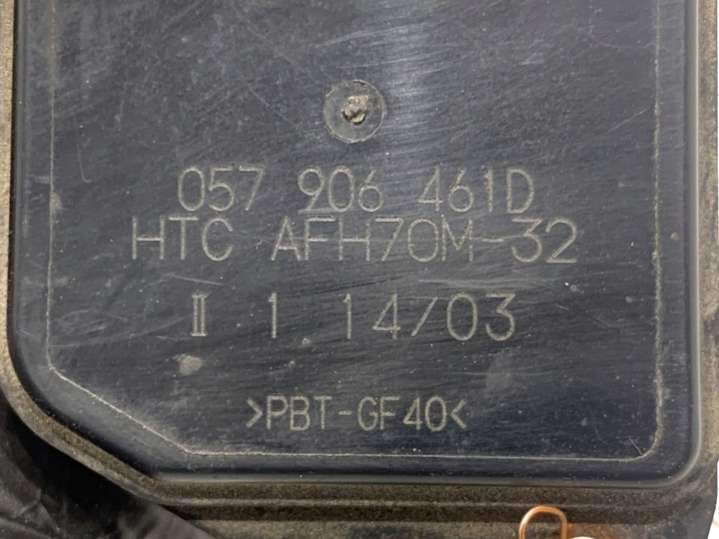 057 906 461D
HTC AFH70M-32
II 1 14/03
>PBT-GF40<